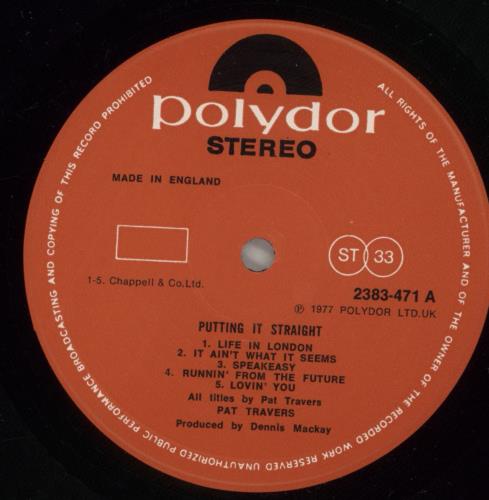 polydor
STEREO
MADE IN ENGLAND
ST 33
1-5. Chappell & Co.Ltd.
2383-471 A
℗ 1977 POLYDOR LTD.UK
PUTTING IT STRAIGHT
1. LIFE IN LONDON
2. IT AIN'T WHAT IT SEEMS
3. SPEAKEASY
4. RUNNIN' FROM THE FUTURE
5. LOVIN' YOU
All titles by Pat Travers
PAT TRAVERS
Produced by Dennis Mackay
ALL RIGHTS OF THE MANUFACTURER AND OF THE OWNER OF THE RECORDED WORK RESERVED UNAUTHORIZED PUBLIC PERFORMANCE BROADCASTING AND COPYING OF THIS RECORD PROHIBITED